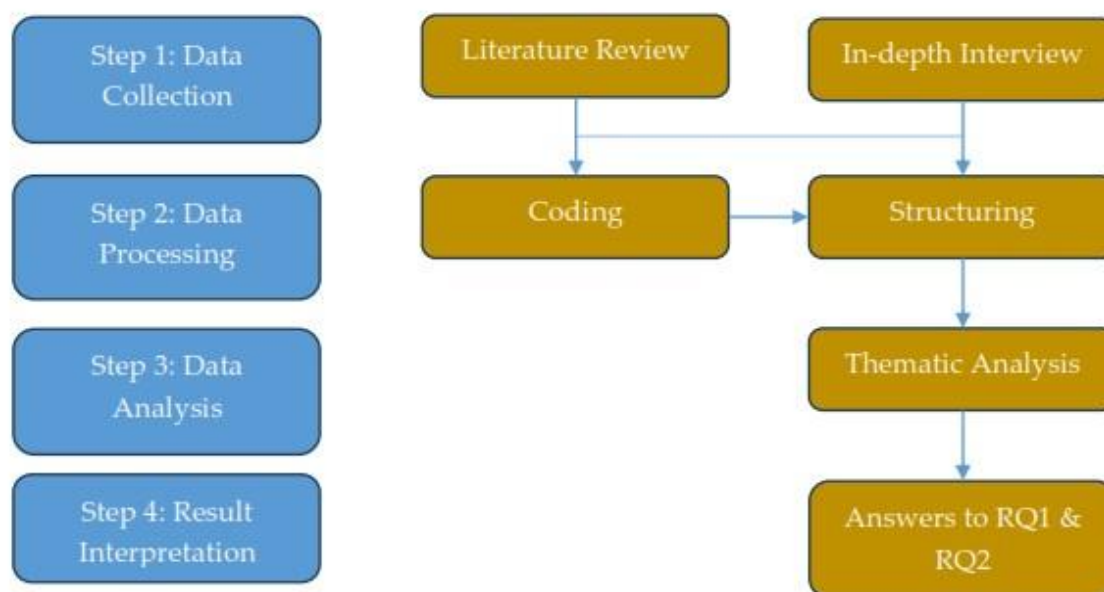 Step 1: Data
Collection
Literature Review
In-depth Interview
Step 2: Data
Processing
Coding
Structuring
Step 3: Data
Analysis
Thematic Analysis
Step 4: Result
Interpretation
Answers to RQ1 &
RQ2